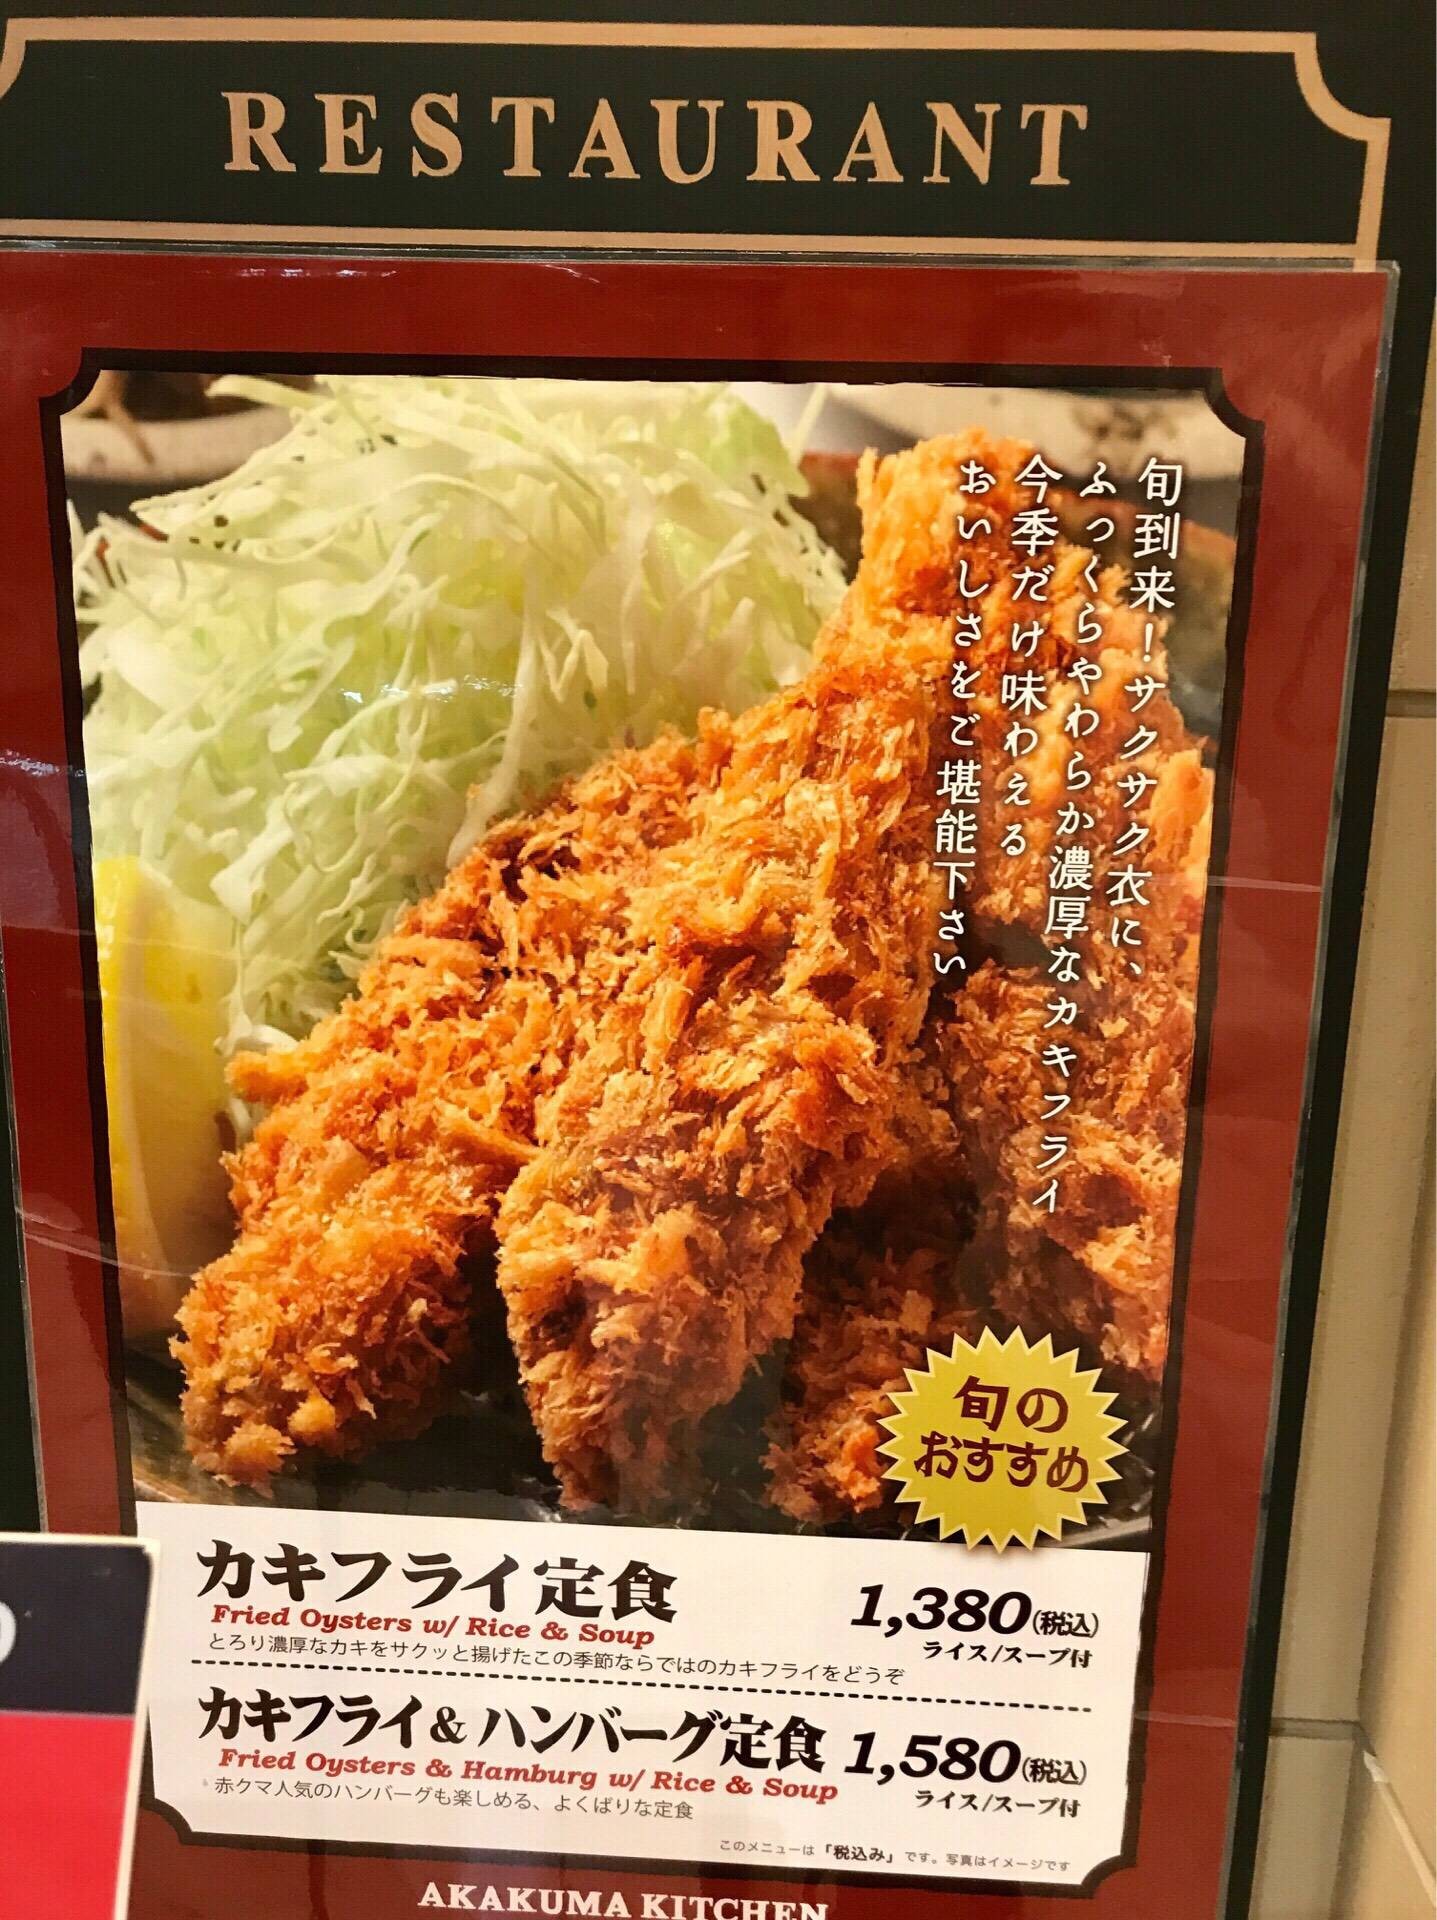 RESTAURANT
旬到来！サクサク衣に、
ふっくらやわらか濃厚なカキフライ
今季だけ味わえる
おいしさをご堪能下さい
旬の
おすすめ
カキフライ定食
1,380(税込)
Fried Oysters w/ Rice & Soup
ライス/スープ付
とろり濃厚なカキをサクッと揚げたこの季節ならではのカキフライをどうぞ
カキフライ&ハンバーグ定食
1,580(税込)
Fried Oysters & Hamburg w/ Rice & Soup
ライス/スープ付
赤クマ人気のハンバーグも楽しめる、よくばりな定食
このメニューは「税込み」です。写真はイメージです
AKAKUMA KITCHEN